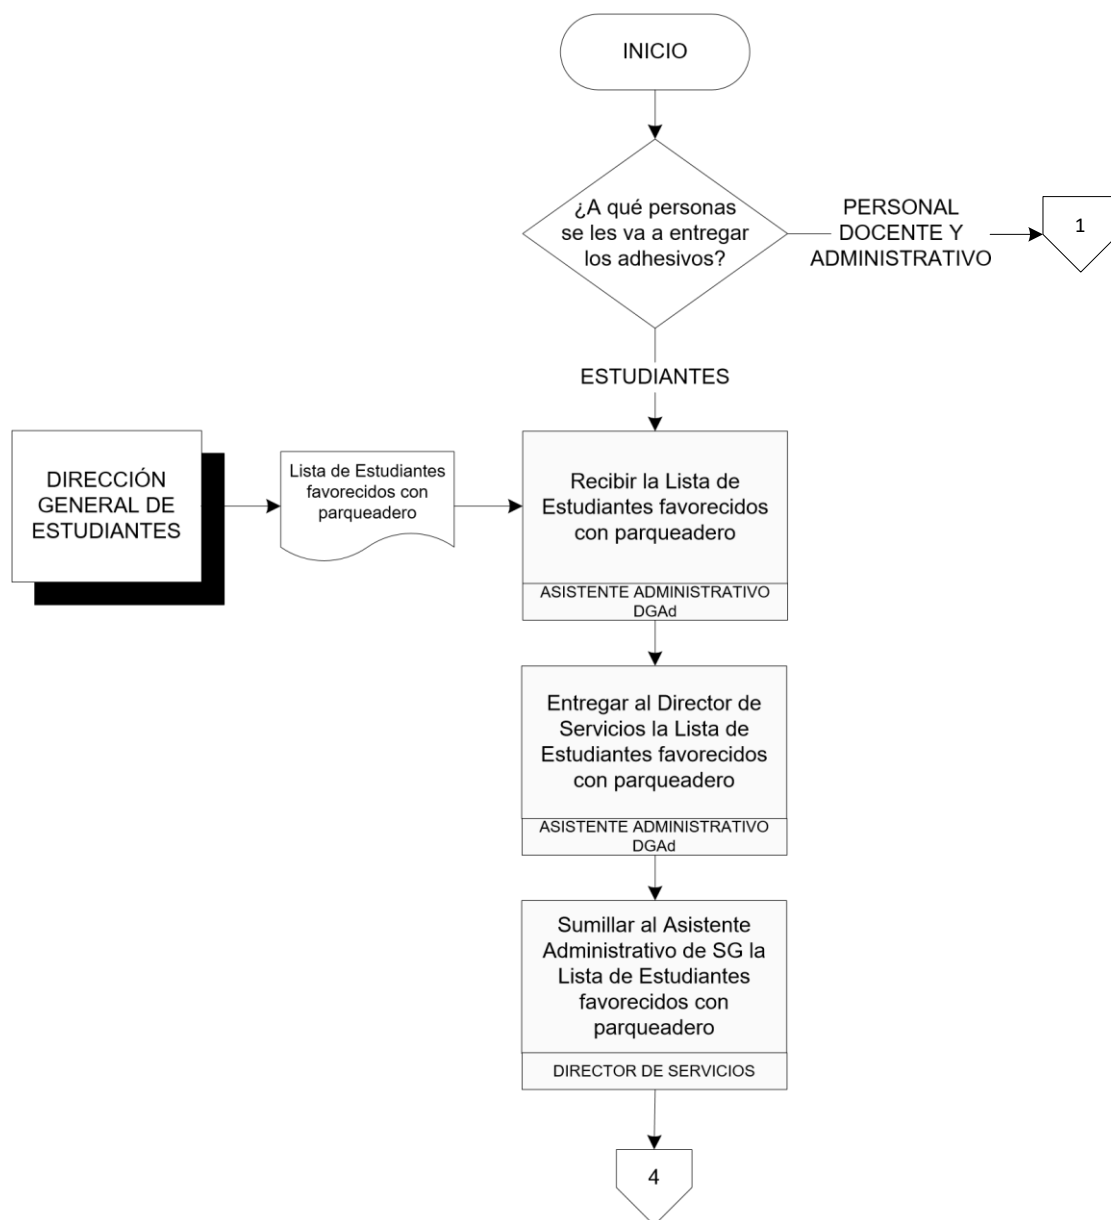 INICIO
¿A qué personas
se les va a entregar
los adhesivos?
PERSONAL
DOCENTE Y
ADMINISTRATIVO
1
ESTUDIANTES
DIRECCIÓN
GENERAL DE
ESTUDIANTES
Lista de Estudiantes
favorecidos con
parqueadero
Recibir la Lista de
Estudiantes favorecidos
con parqueadero
ASISTENTE ADMINISTRATIVO
DGAd
Entregar al Director de
Servicios la Lista de
Estudiantes favorecidos
con parqueadero
ASISTENTE ADMINISTRATIVO
DGAd
Sumillar al Asistente
Administrativo de SG la
Lista de Estudiantes
favorecidos con
parqueadero
DIRECTOR DE SERVICIOS
4